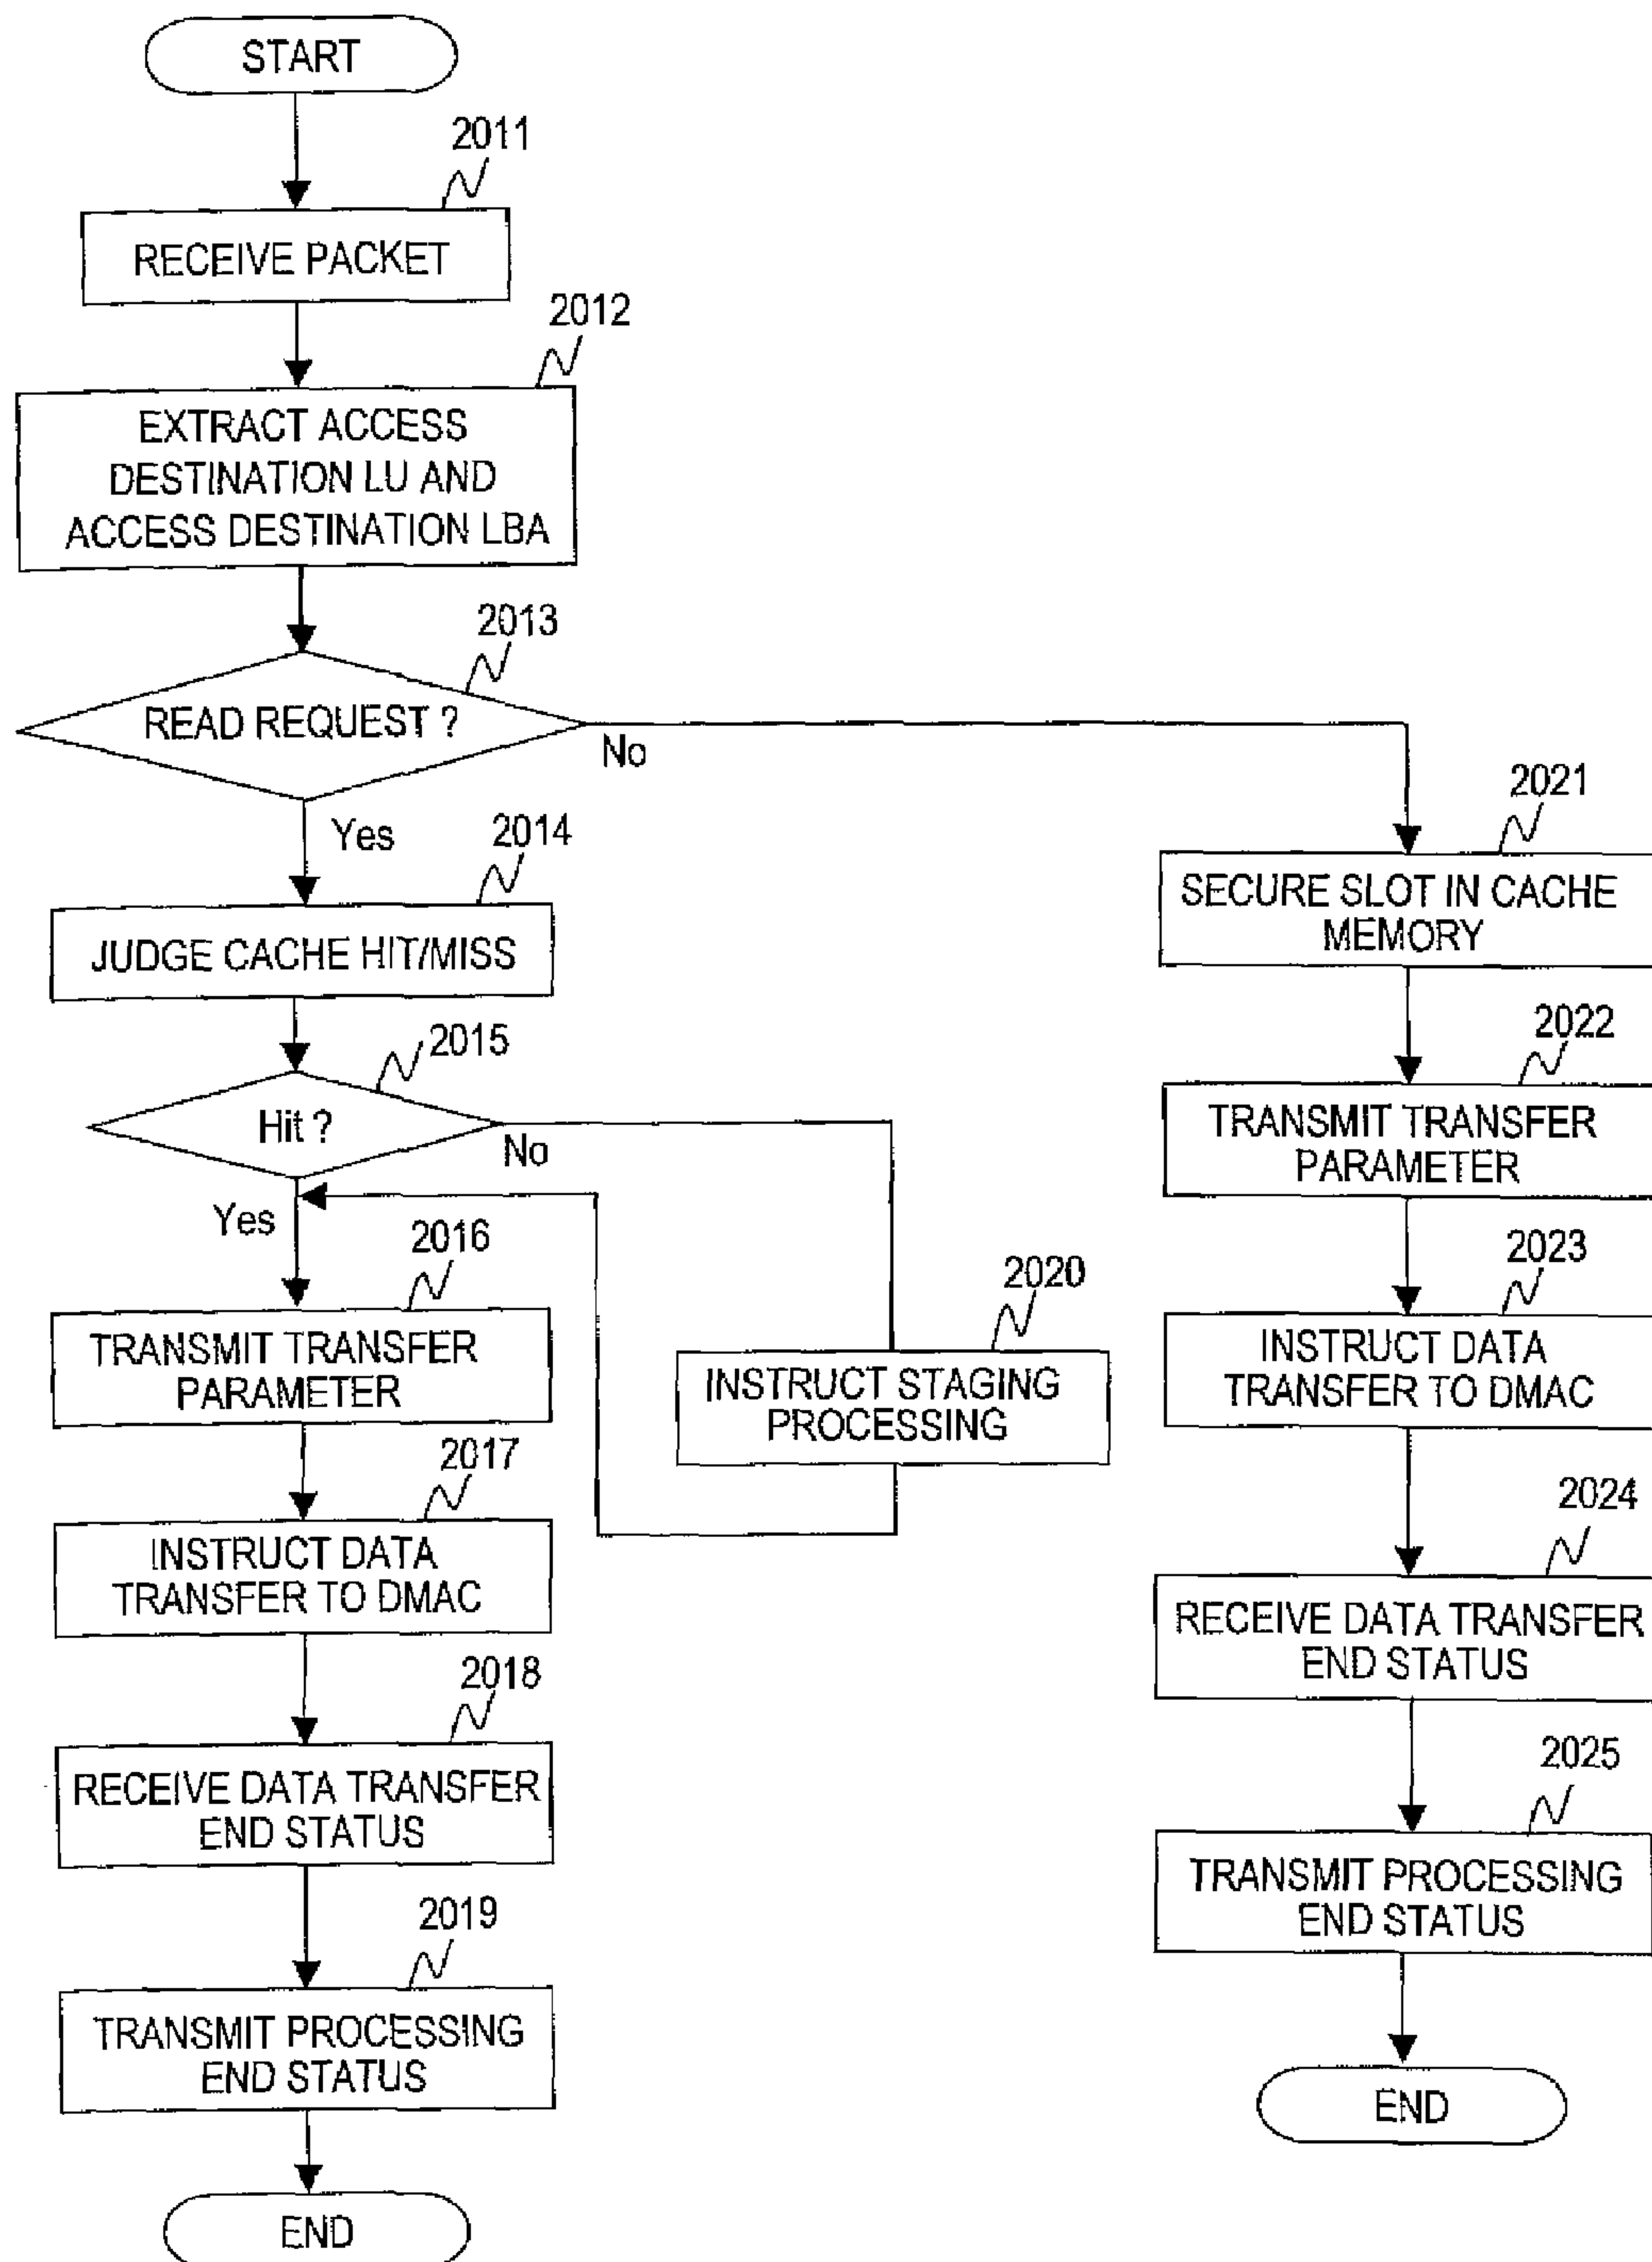 START
2011
RECEIVE PACKET
2012
EXTRACT ACCESS
DESTINATION LU AND
ACCESS DESTINATION LBA
2013
READ REQUEST ?
No
Yes
2014
JUDGE CACHE HIT/MISS
2015
Hit ?
No
Yes
2016
TRANSMIT TRANSFER
PARAMETER
2020
INSTRUCT STAGING
PROCESSING
2017
INSTRUCT DATA
TRANSFER TO DMAC
2018
RECEIVE DATA TRANSFER
END STATUS
2019
TRANSMIT PROCESSING
END STATUS
END
2021
SECURE SLOT IN CACHE
MEMORY
2022
TRANSMIT TRANSFER
PARAMETER
2023
INSTRUCT DATA
TRANSFER TO DMAC
2024
RECEIVE DATA TRANSFER
END STATUS
2025
TRANSMIT PROCESSING
END STATUS
END